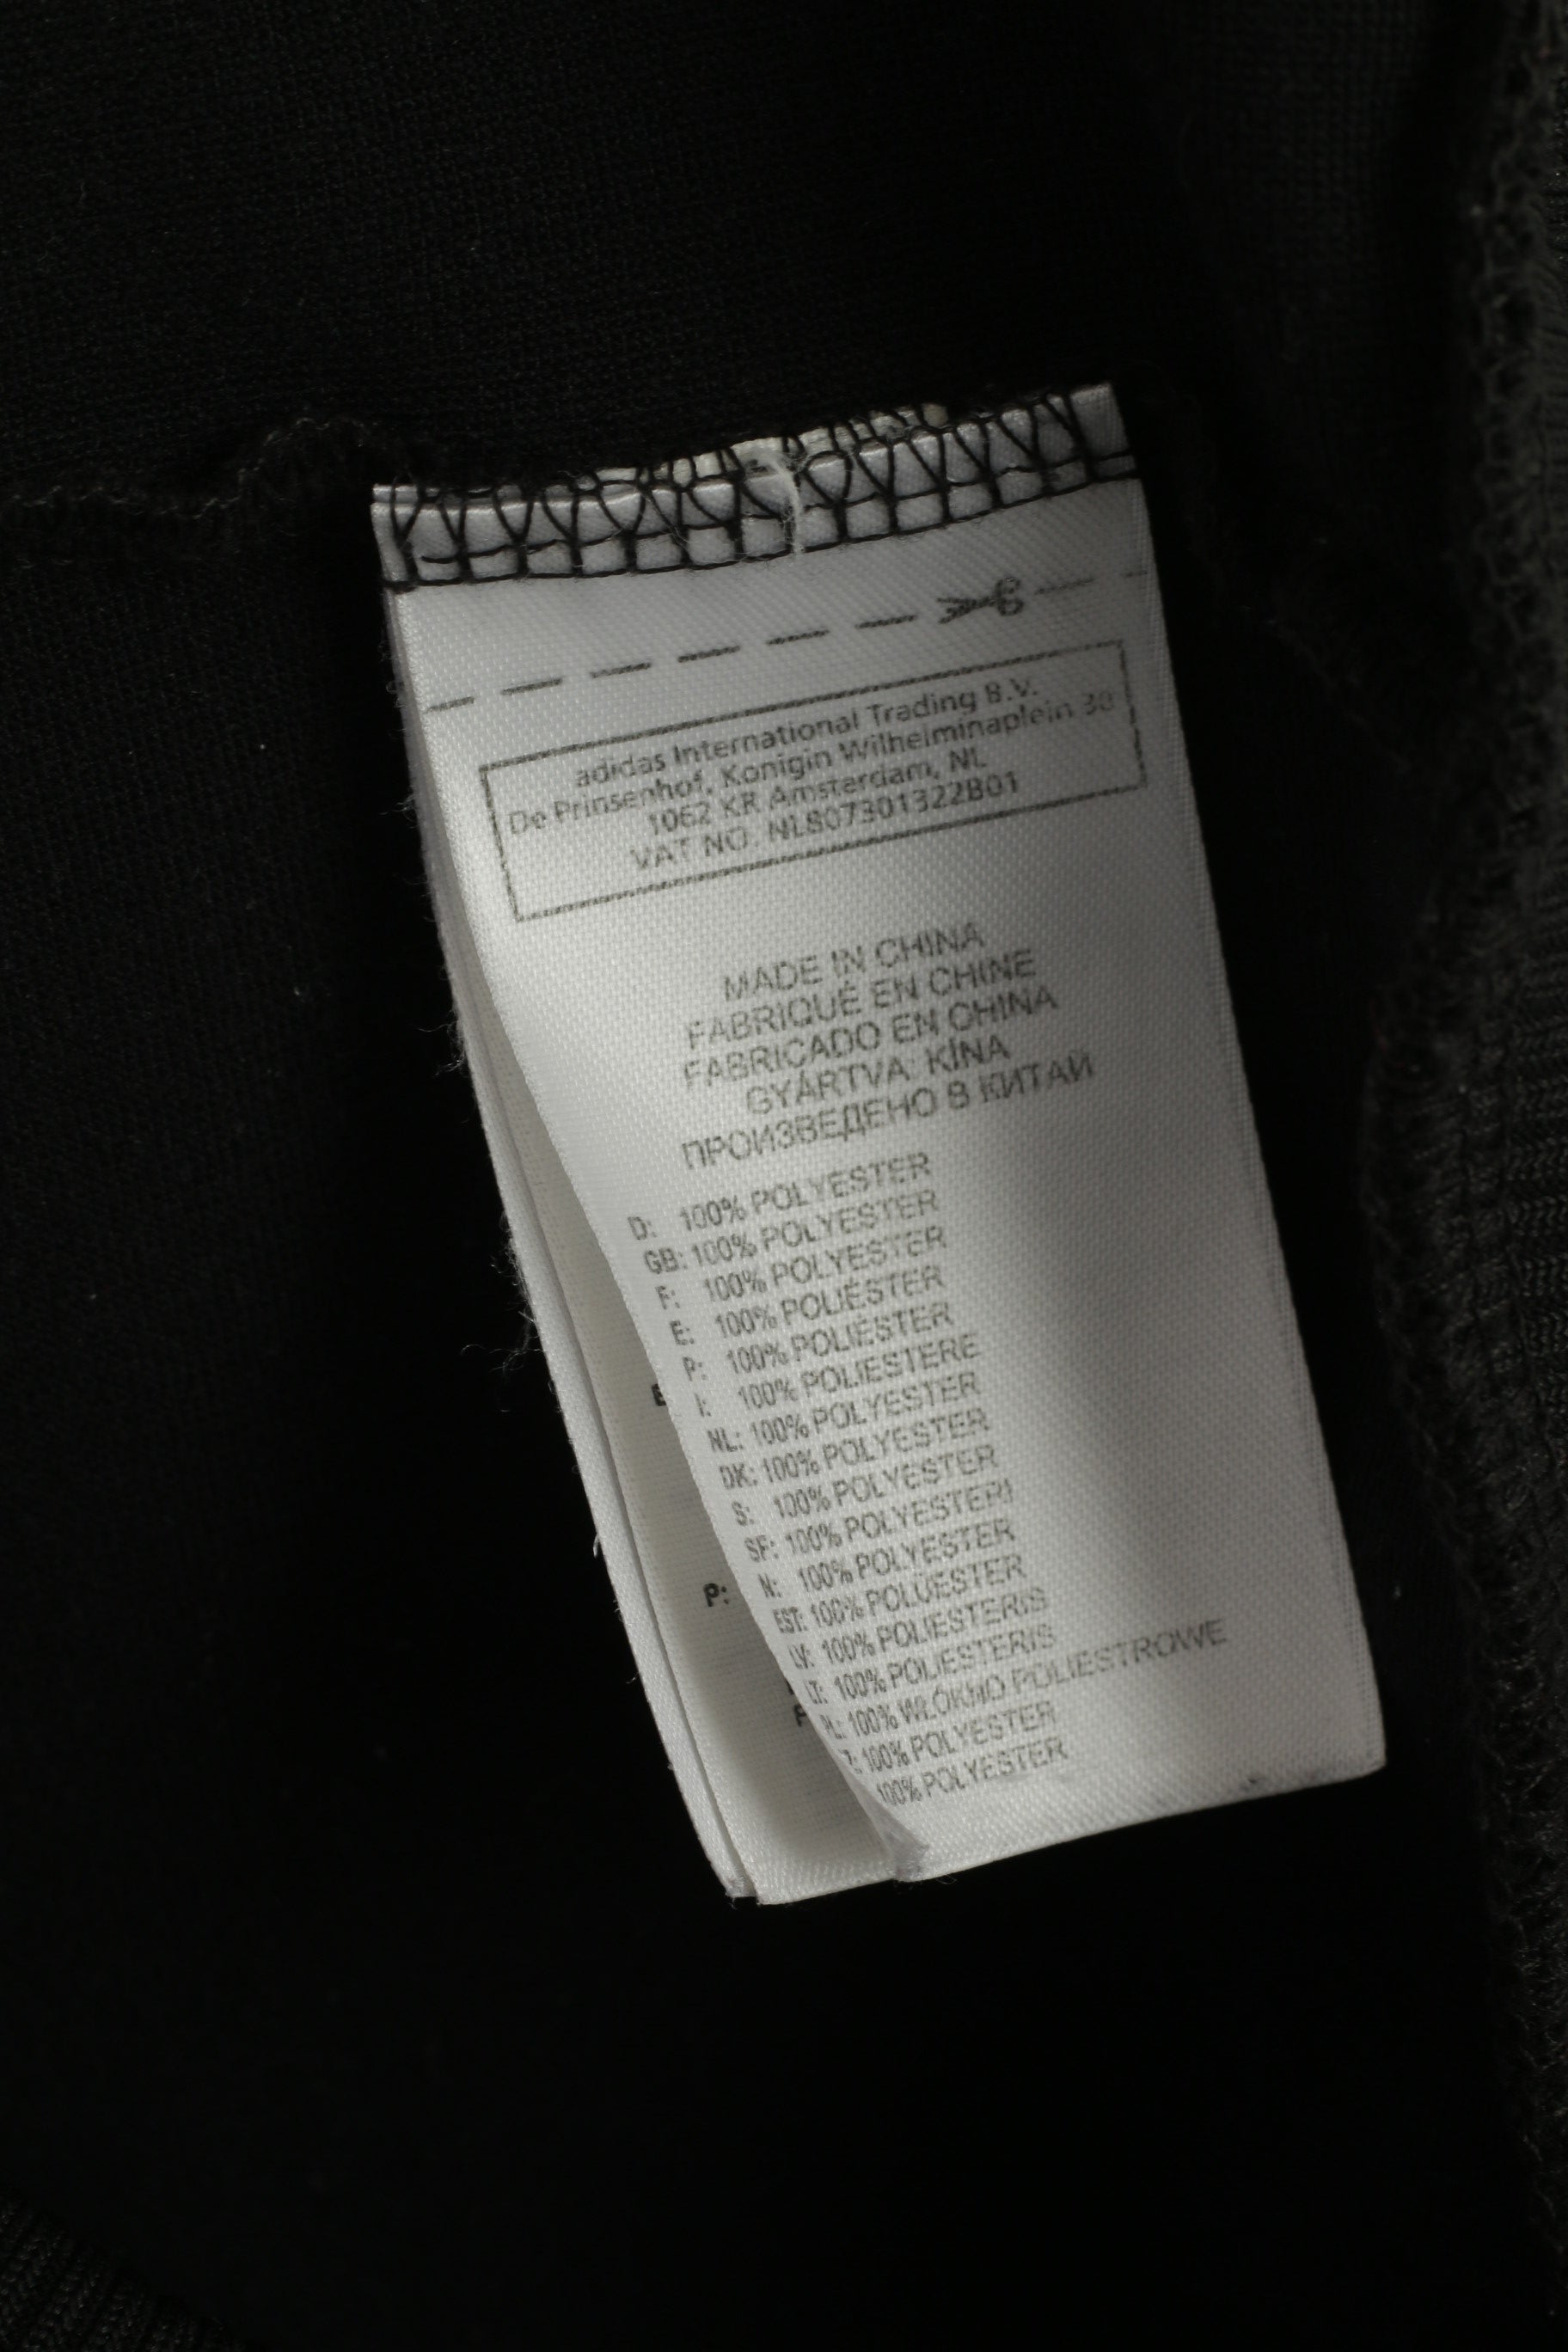 adidas International Trading B.V.
De Prinsenhof, Konigin Wilhelminaplein 30
1062 KR Amsterdam, NL
VAT NO. NL807301322B01
MADE IN CHINA
FABRIQUÉ EN CHINE
FABRICADO EN CHINA
GYÁRTVA: KÍNA
ПРОИЗВЕДЕНО В КИТАЙ
D: 100% POLYESTER
GB: 100% POLYESTER
F: 100% POLYESTER
E: 100% POLIÉSTER
P: 100% POLIÉSTER
I: 100% POLIESTERE
NL: 100% POLYESTER
DK: 100% POLYESTER
S: 100% POLYESTER
SF: 100% POLYESTERI
N: 100% POLYESTER
EST: 100% POLÜESTER
LV: 100% POLIESTERIS
LT: 100% POLIESTERIS
PL: 100% WŁÓKNO POLIESTROWE
100% POLYESTER
100% POLYESTER
P: